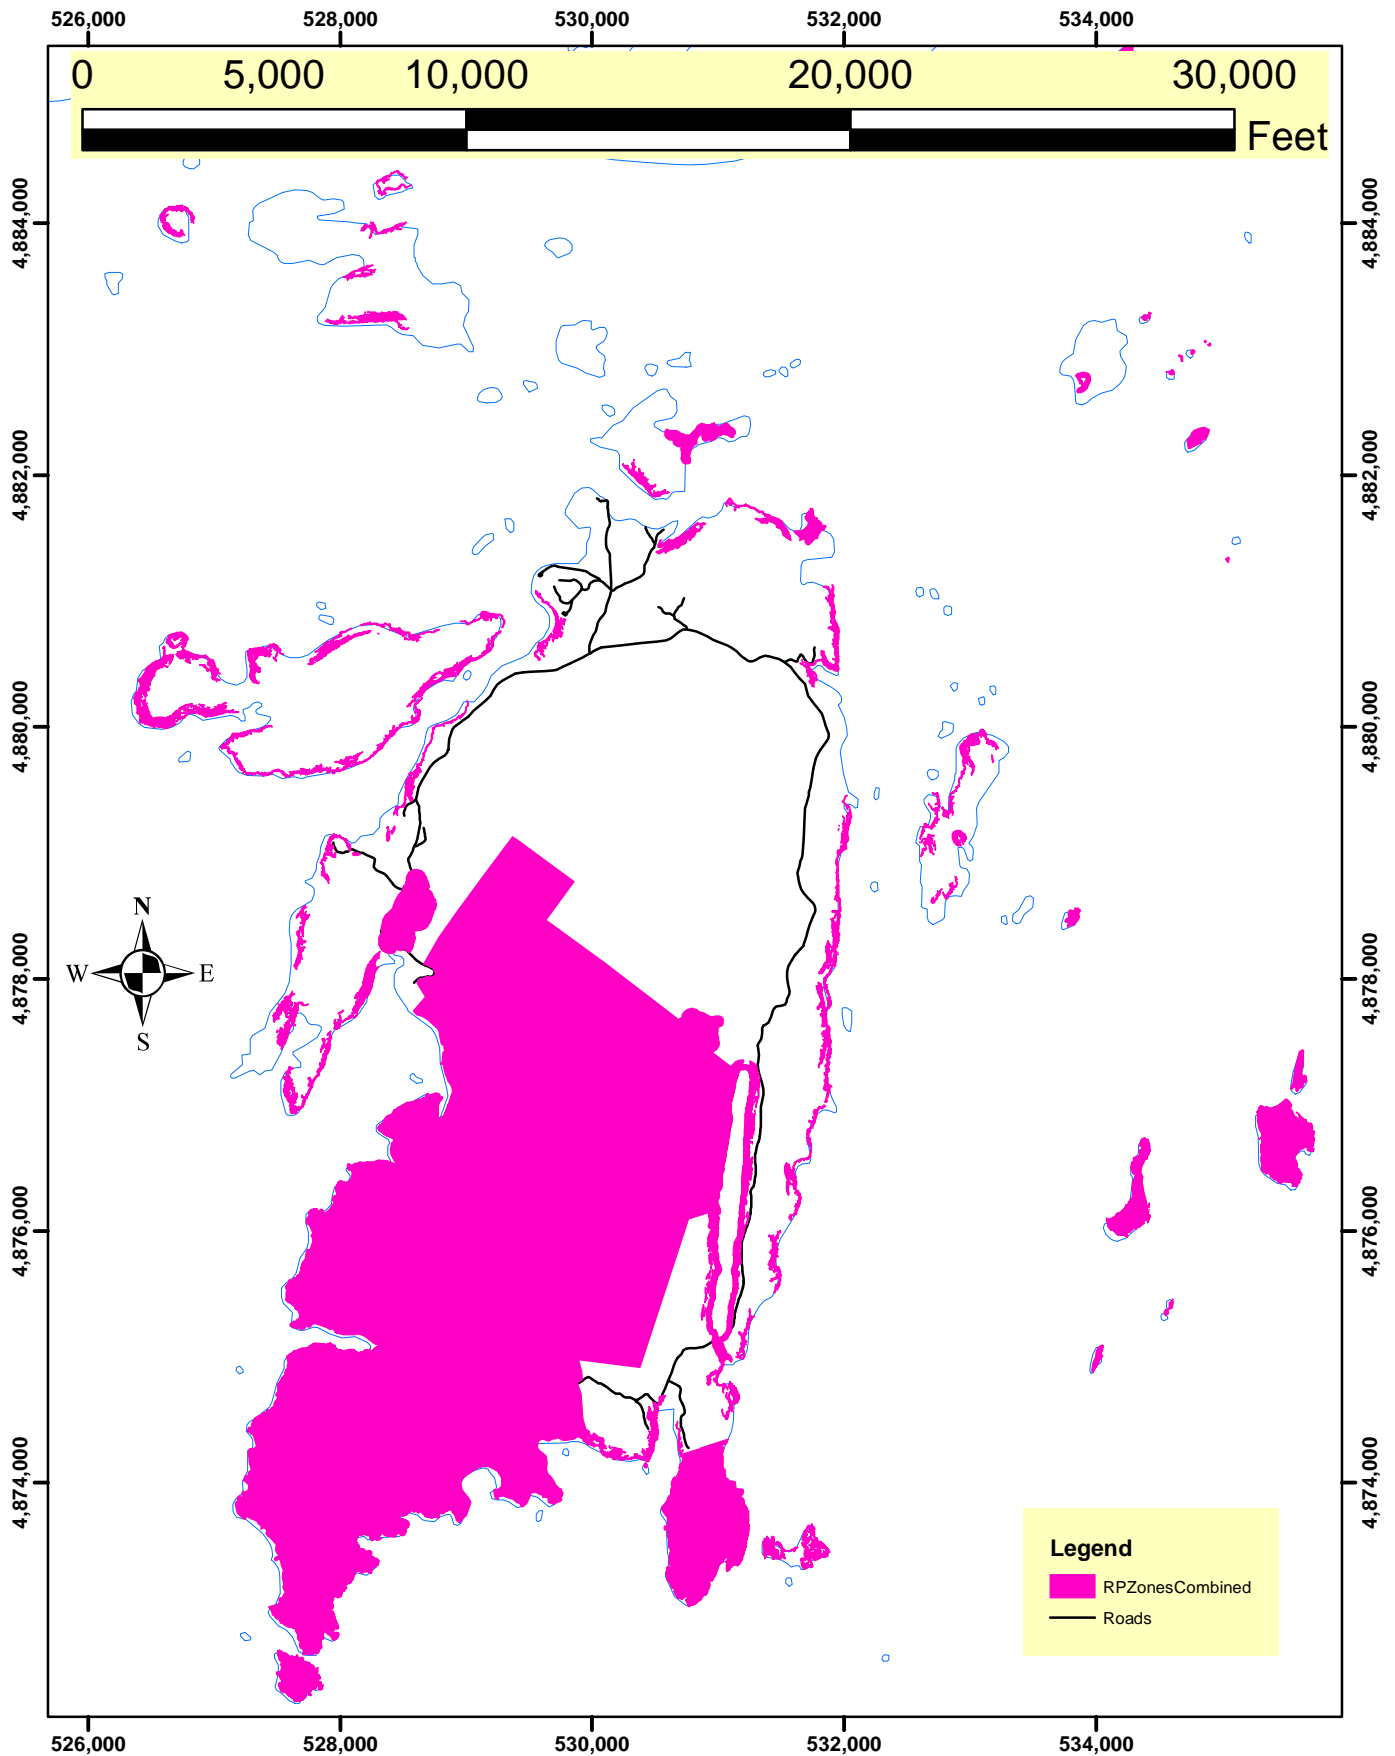 526,000 528,000 530,000 532,000 534,000
0 5,000 10,000 20,000 30,000
Feet
4,884,000 4,884,000
4,882,000 4,882,000
4,880,000 4,880,000
N
W E
S
4,878,000 4,878,000
4,876,000 4,876,000
4,874,000 4,874,000
Legend
RPZonesCombined
Roads
526,000 528,000 530,000 532,000 534,000